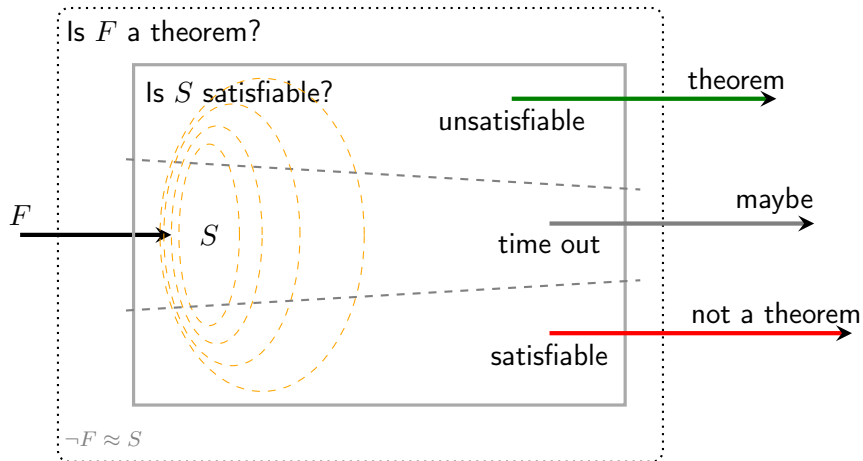 Is F a theorem?
Is S satisfiable?
theorem
unsatisfiable
maybe
F
S
time out
not a theorem
satisfiable
¬F ≈ S